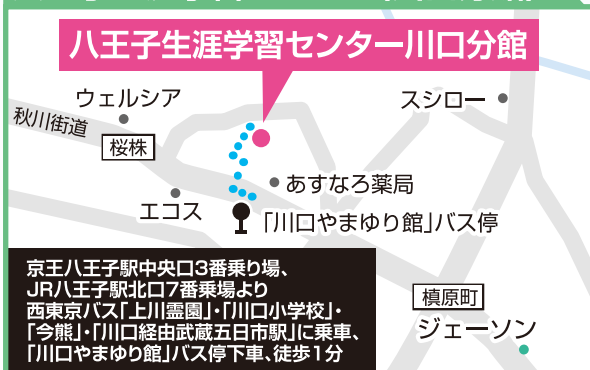 八王子生涯学習センター川口分館
ウェルシア
スシロー
秋川街道
桜株
あすなろ薬局
エコス
「川口やまゆり館」バス停
京王八王子駅中央口3番乗り場、
JR八王子駅北口7番乗場より
西東京バス「上川霊園」・「川口小学校」・
「今熊」・「川口経由武蔵五日市駅」に乗車、
「川口やまゆり館」バス停下車、徒歩1分
槙原町
ジェーソン